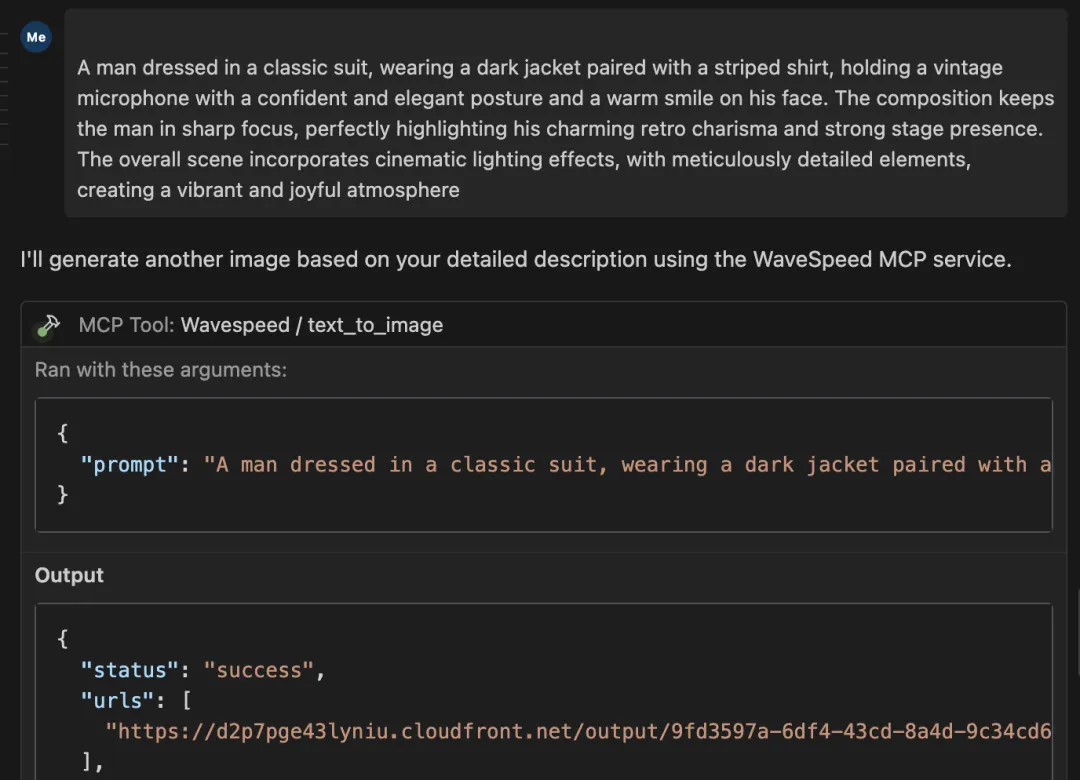 Me
A man dressed in a classic suit, wearing a dark jacket paired with a striped shirt, holding a vintage
microphone with a confident and elegant posture and a warm smile on his face. The composition keeps
the man in sharp focus, perfectly highlighting his charming retro charisma and strong stage presence.
The overall scene incorporates cinematic lighting effects, with meticulously detailed elements,
creating a vibrant and joyful atmosphere
I'll generate another image based on your detailed description using the WaveSpeed MCP service.
MCP Tool: Wavespeed / text_to_image
Ran with these arguments:
{
"prompt": "A man dressed in a classic suit, wearing a dark jacket paired with a
}
Output
{
"status": "success",
"urls": [
"https://d2p7pge43lyniu.cloudfront.net/output/9fd3597a-6df4-43cd-8a4d-9c34cd6
],